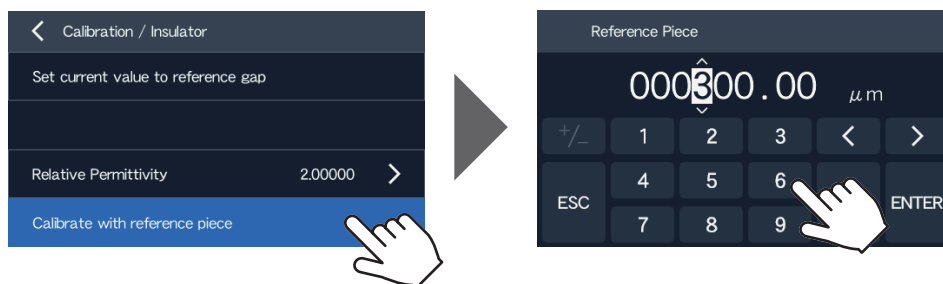 Calibration / Insulator
Set current value to reference gap
Relative Permittivity 2.00000
Calibrate with reference piece
Reference Piece
000300.00 μm
+/− 1 2 3
ESC 4 5 6 ENTER
7 8 9